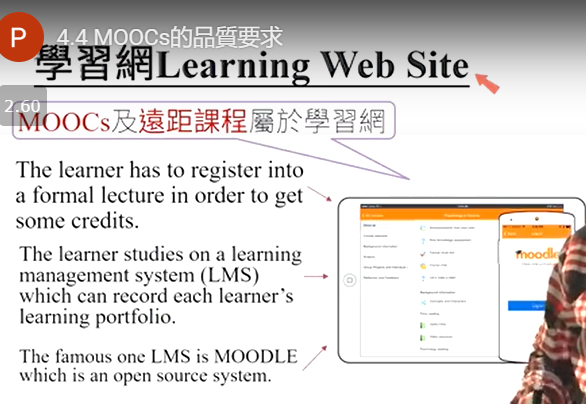 P
4.4 MOOCs的品質要求
學習網Learning Web Site
2.60
MOOCs及遠距課程屬於學習網
The learner has to register into
a formal lecture in order to get
some credits.
The learner studies on a learning
management system (LMS)
which can record each learner's
learning portfolio.
The famous one LMS is MOODLE
which is an open source system.
moodle